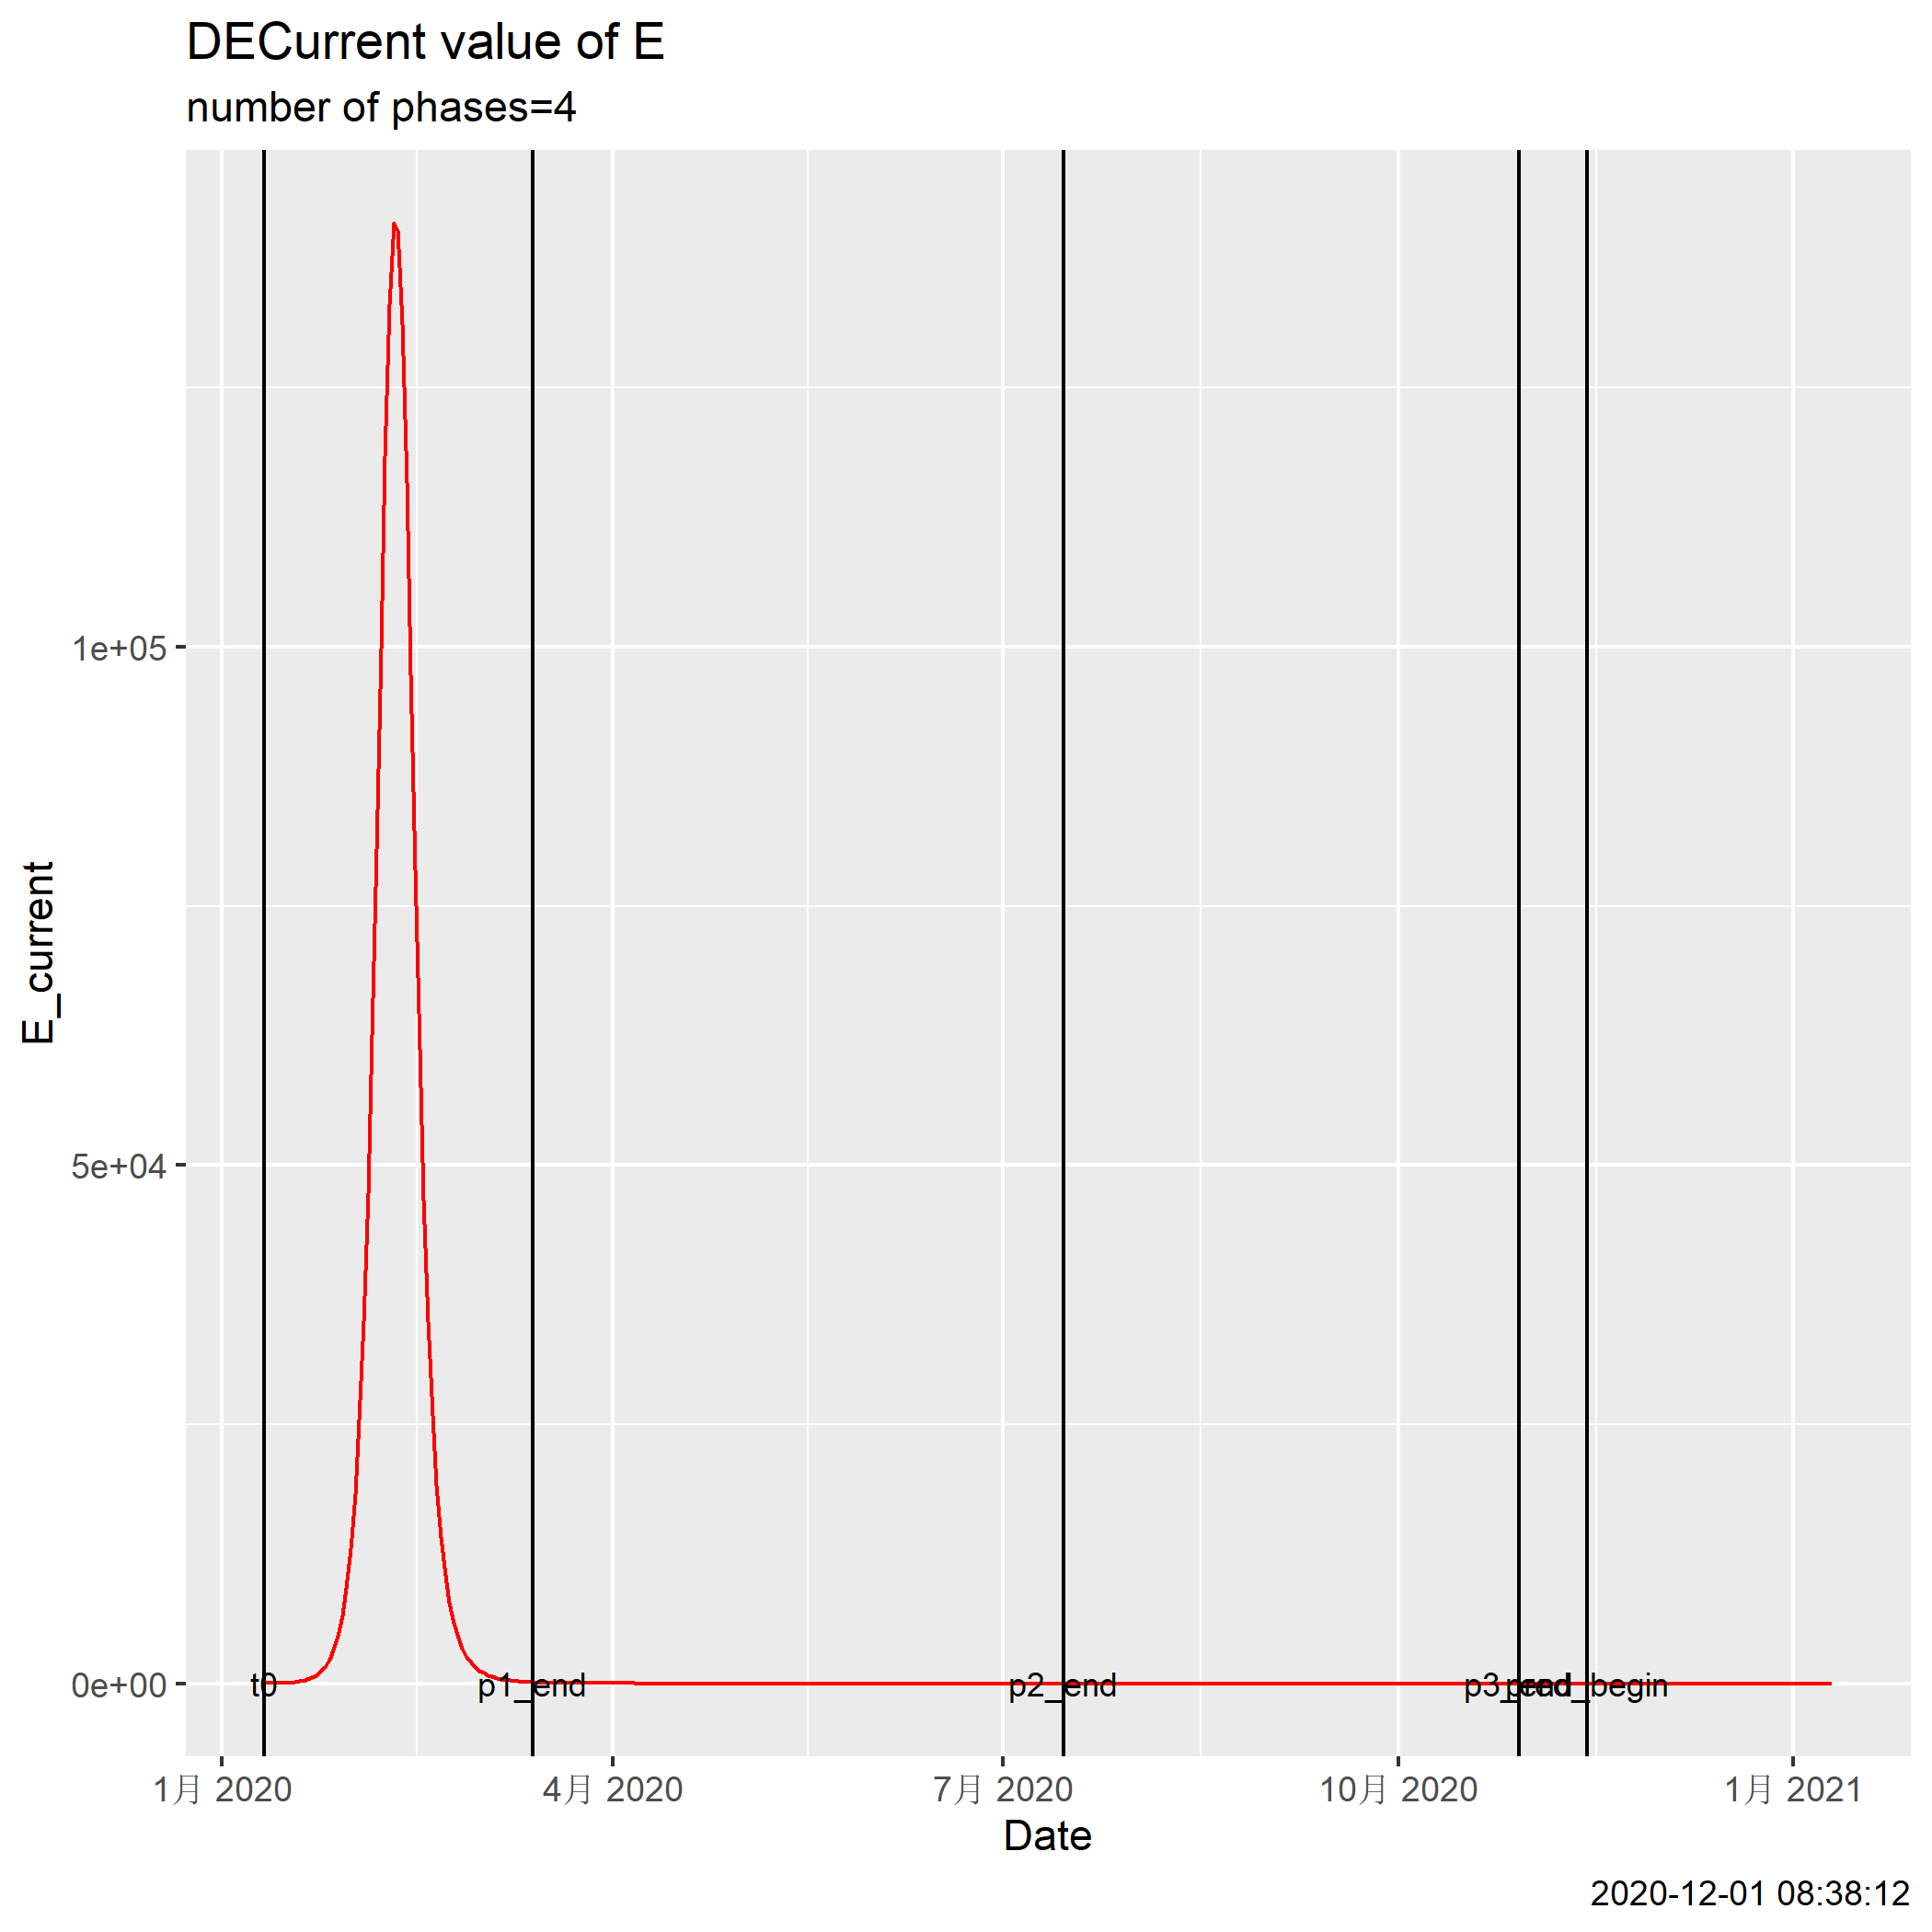 DECurrent value of E
number of phases=4
E_current
1e+05
5e+04
0e+00
t0
p1_end
p2_end
p3_end
pred_begin
1月 2020
4月 2020
7月 2020
10月 2020
1月 2021
Date
2020-12-01 08:38:12